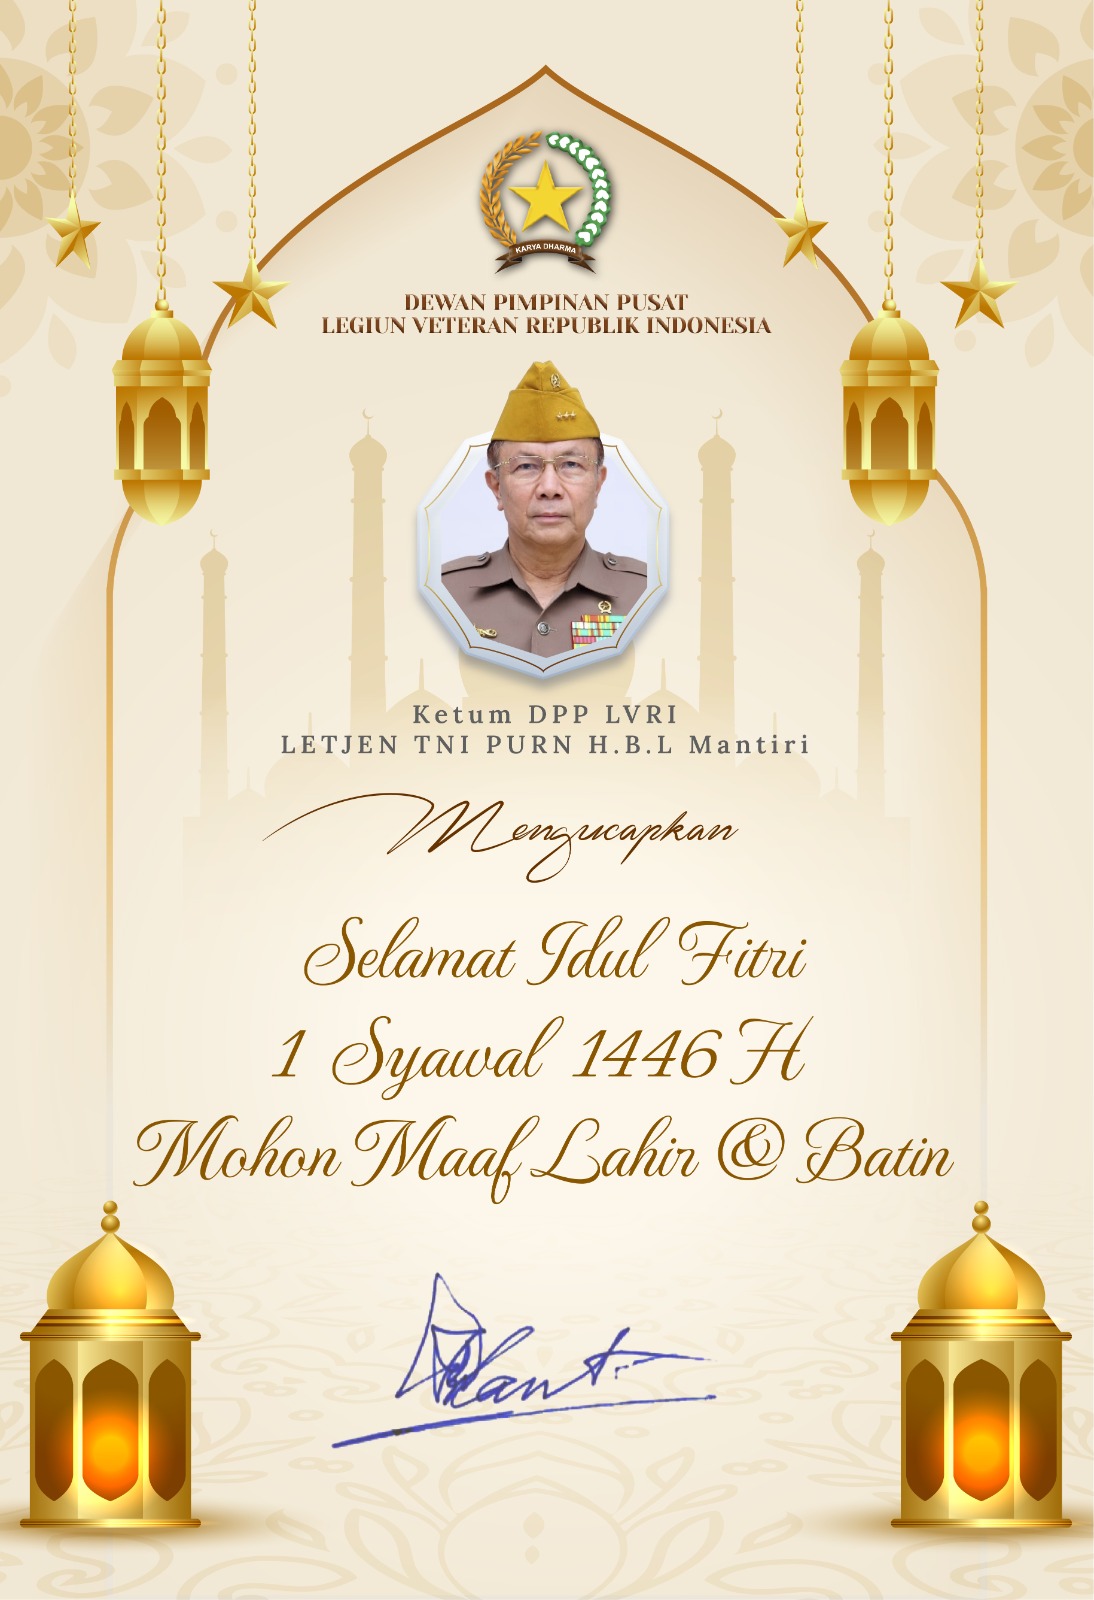 KARYA DHARMA
DEWAN PIMPINAN PUSAT
LEGIUN VETERAN REPUBLIK INDONESIA
Ketum DPP LVRI
LETJEN TNI PURN H.B.L Mantiri
Mengucapkan
Selamat Idul Fitri
1 Syawal 1446 H
Mohon Maaf Lahir & Batin